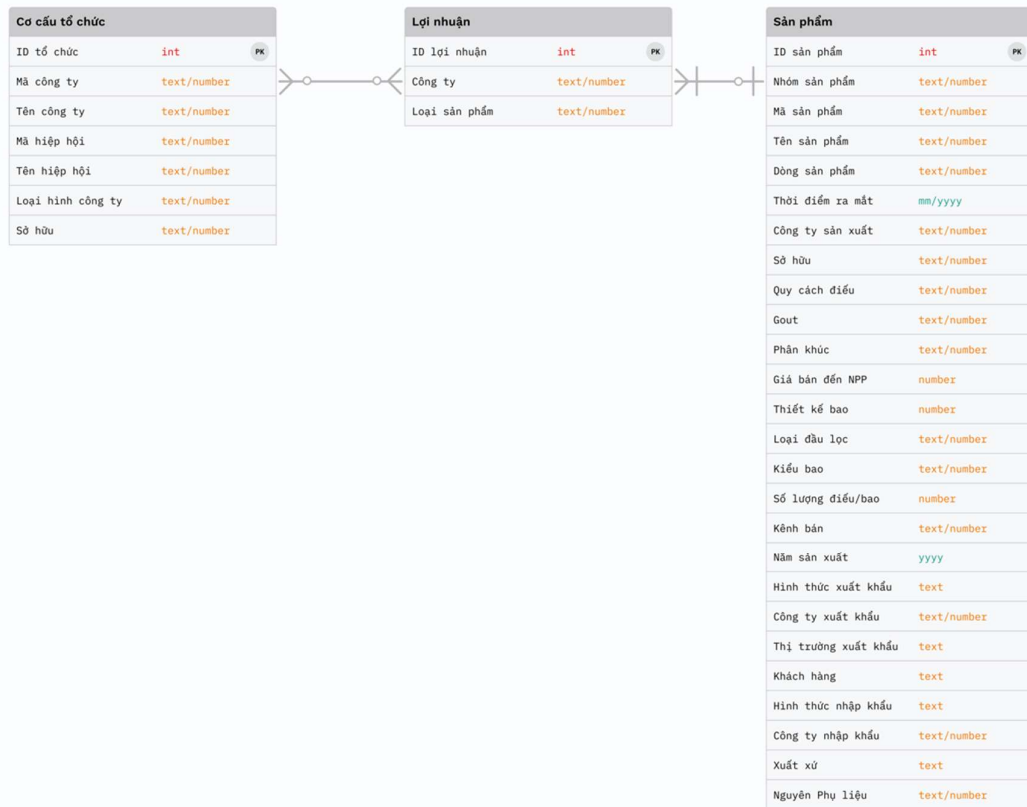 Cơ cấu tổ chức
ID tổ chức int PK
Mã công ty text/number
Tên công ty text/number
Mã hiệp hội text/number
Tên hiệp hội text/number
Loại hình công ty text/number
Sở hữu text/number
Lợi nhuận
ID lợi nhuận int PK
Công ty text/number
Loại sản phẩm text/number
Sản phẩm
ID sản phẩm int PK
Nhóm sản phẩm text/number
Mã sản phẩm text/number
Tên sản phẩm text/number
Dòng sản phẩm text/number
Thời điểm ra mắt mm/yyyy
Công ty sản xuất text/number
Sở hữu text/number
Quy cách điếu text/number
Gout text/number
Phân khúc text/number
Giá bán đến NPP number
Thiết kế bao number
Loại đầu lọc text/number
Kiểu bao text/number
Số lượng điếu/bao number
Kênh bán text/number
Năm sản xuất yyyy
Hình thức xuất khẩu text
Công ty xuất khẩu text/number
Thị trường xuất khẩu text
Khách hàng text
Hình thức nhập khẩu text
Công ty nhập khẩu text/number
Xuất xứ text
Nguyên Phụ liệu text/number